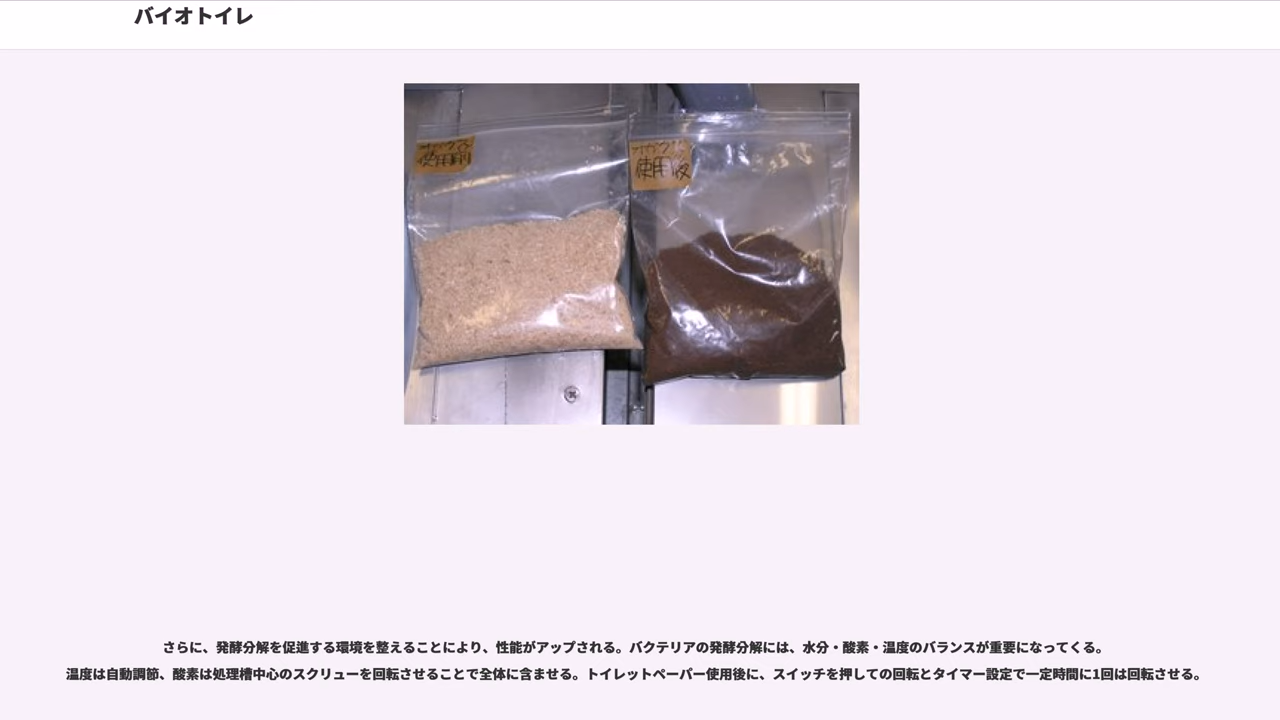 バイオトイレ
使用前
使用後
さらに、発酵分解を促進する環境を整えることにより、性能がアップされる。バクテリアの発酵分解には、水分・酸素・温度のバランスが重要になってくる。
温度は自動調節、酸素は処理槽中心のスクリューを回転させることで全体に含ませる。トイレットペーパー使用後に、スイッチを押しての回転とタイマー設定で一定時間に1回は回転させる。